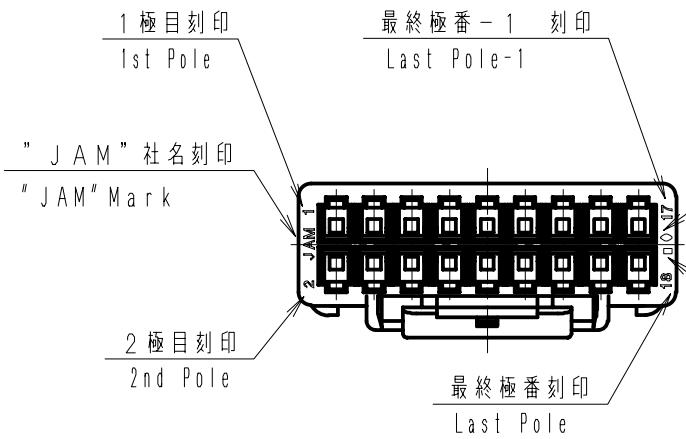 1極目刻印
1st Pole
最終極番－1 刻印
Last Pole-1
”JAM”社名刻印
"JAM"Mark
1
17
JAM
2
18
2極目刻印
2nd Pole
最終極番刻印
Last Pole